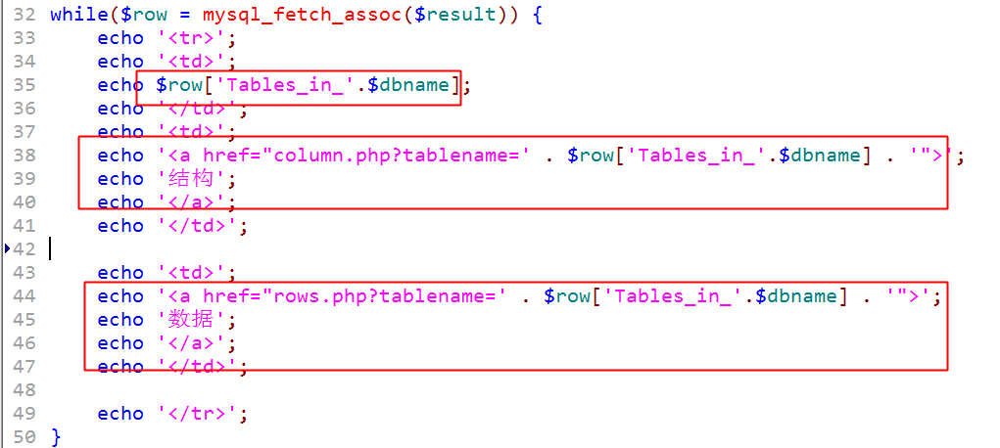 32 while($row = mysql_fetch_assoc($result)) {
33     echo '<tr>';
34     echo '<td>';
35     echo $row['Tables_in_'.$dbname];
36     echo '</td>';
37     echo '<td>';
38     echo '<a href="column.php?tablename=' . $row['Tables_in_'.$dbname] . '">';
39     echo '结构';
40     echo '</a>';
41     echo '</td>';
42
43     echo '<td>';
44     echo '<a href="rows.php?tablename=' . $row['Tables_in_'.$dbname] . '">';
45     echo '数据';
46     echo '</a>';
47     echo '</td>';
48
49     echo '</tr>';
50 }